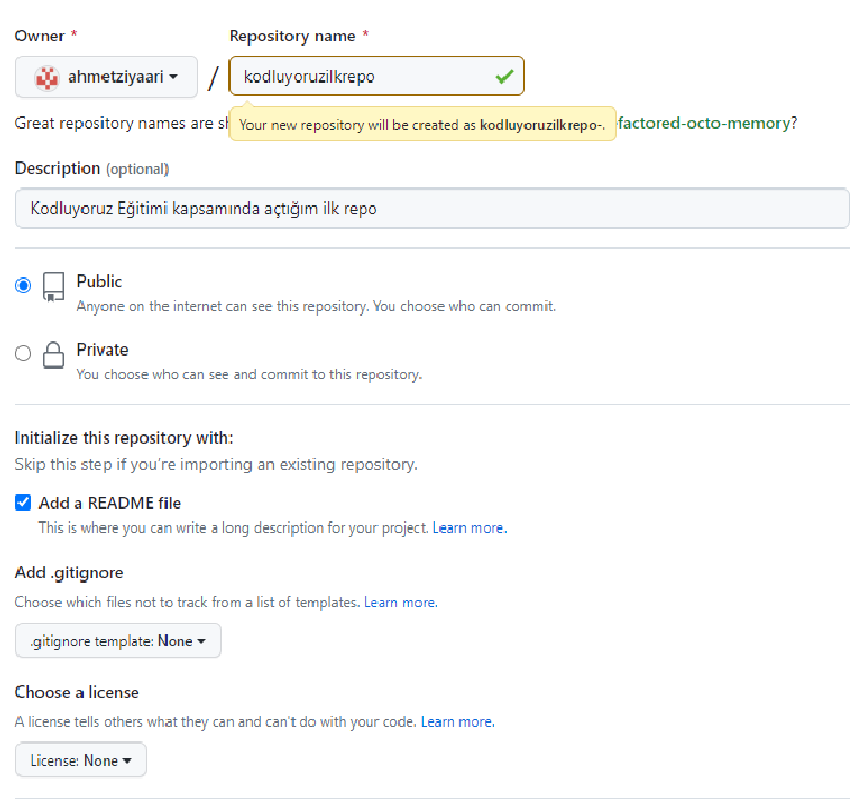 Owner * Repository name *
ahmetziyaari / kodluyoruzilkrepo
Great repository names are sh Your new repository will be created as kodluyoruzilkrepo-. factored-octo-memory?
Description (optional)
Kodluyoruz Eğitimi kapsamında açtığım ilk repo
Public
Anyone on the internet can see this repository. You choose who can commit.
Private
You choose who can see and commit to this repository.
Initialize this repository with:
Skip this step if you're importing an existing repository.
Add a README file
This is where you can write a long description for your project. Learn more.
Add .gitignore
Choose which files not to track from a list of templates. Learn more.
.gitignore template: None
Choose a license
A license tells others what they can and can't do with your code. Learn more.
License: None